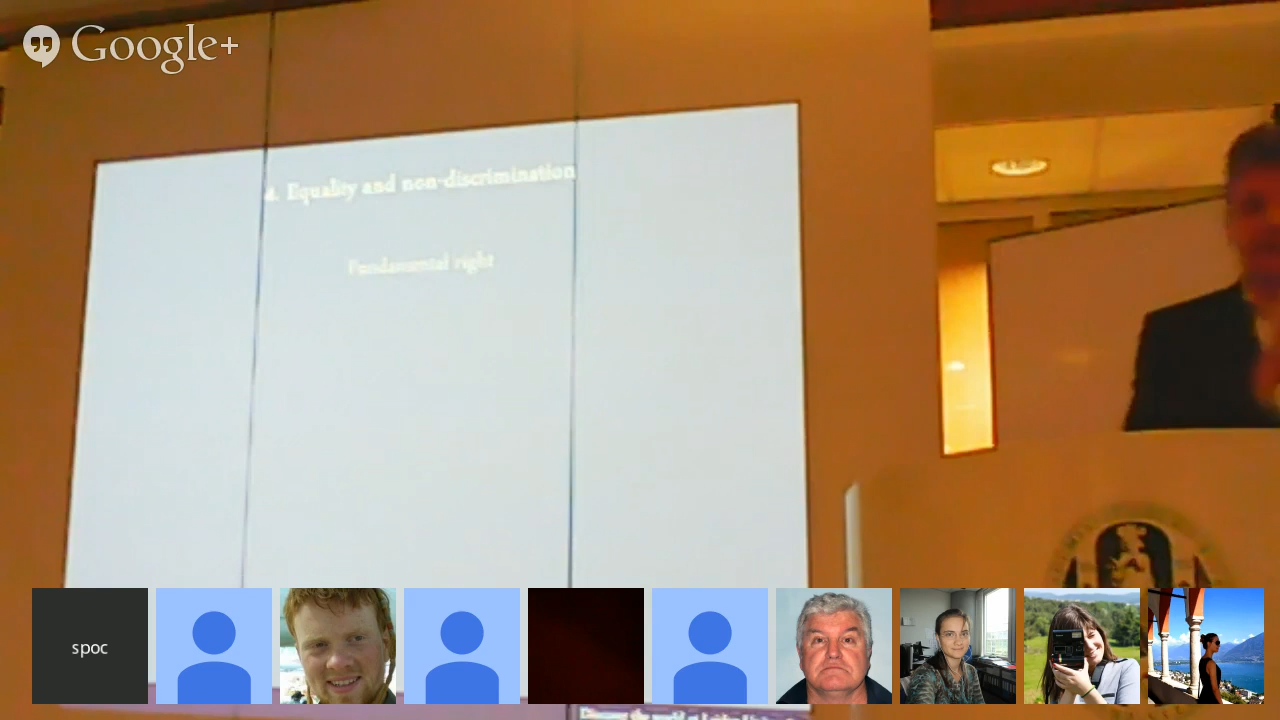 Google+
4. Equality and non-discrimination
Fundamental right
spoc